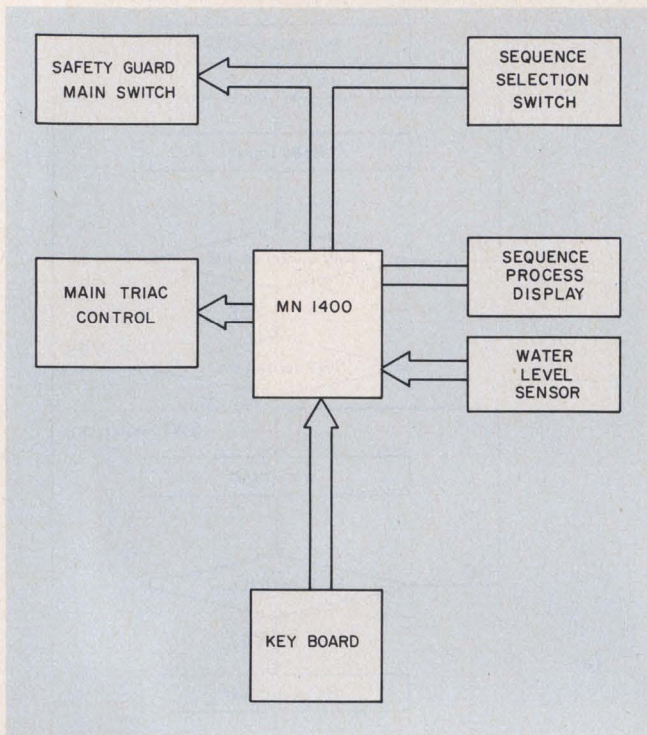 SAFETY GUARD
MAIN SWITCH
SEQUENCE
SELECTION
SWITCH
MAIN TRIAC
CONTROL
MN 1400
SEQUENCE
PROCESS
DISPLAY
WATER
LEVEL
SENSOR
KEY BOARD